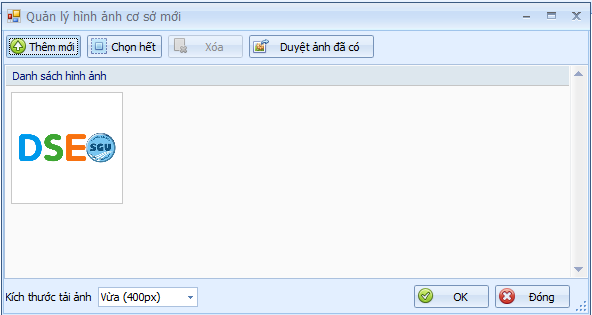 Quản lý hình ảnh cơ sở mới
Thêm mới Chọn hết Xóa Duyệt ảnh đã có
Danh sách hình ảnh
DSE SGU
Kích thước tải ảnh Vừa (400px) OK Đóng